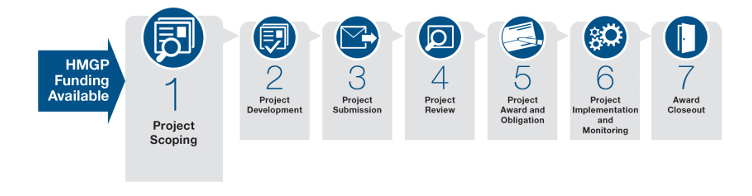 HMGP
Funding
Available
1
Project
Scoping
2
Project
Development
3
Project
Submission
4
Project
Review
5
Project
Award and
Obligation
6
Project
Implementation
and
Monitoring
7
Award
Closeout